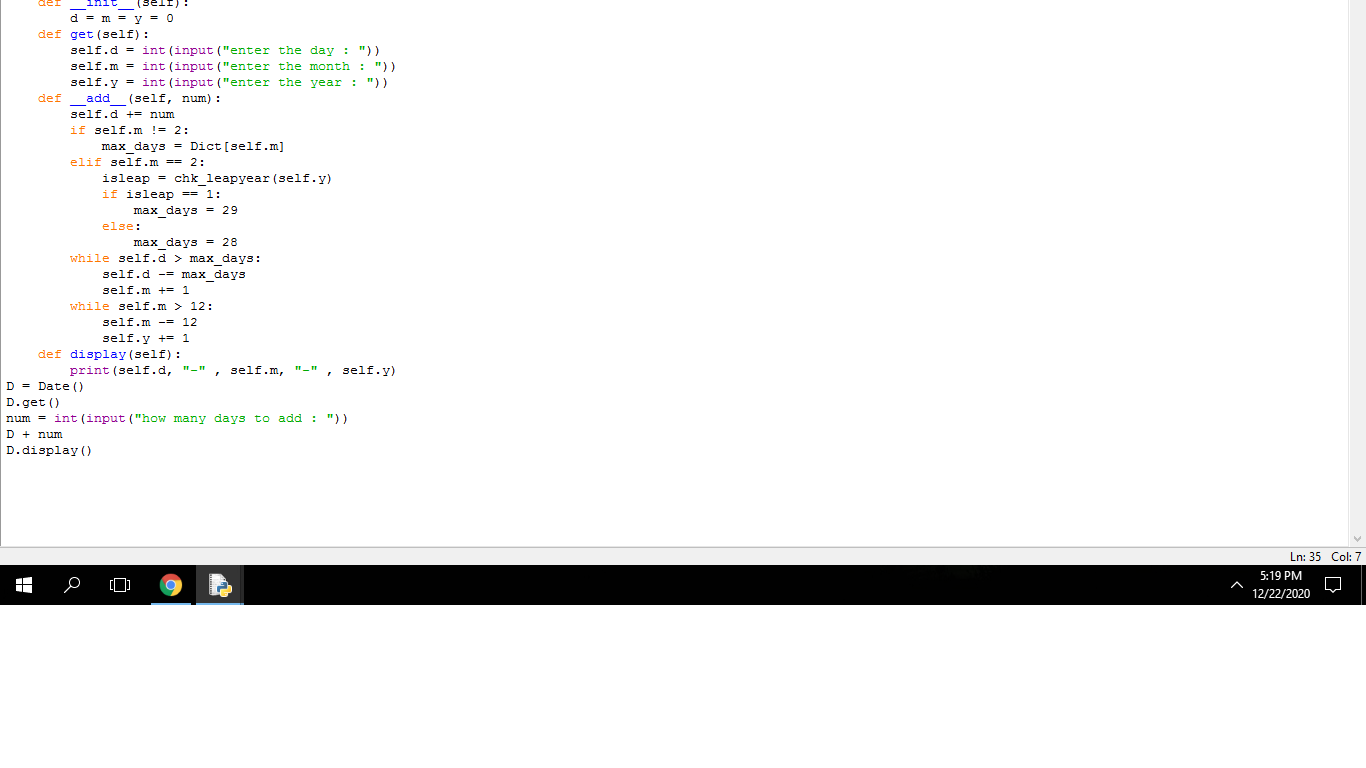 def __init__(self):
d = m = y = 0
def get(self):
self.d = int(input("enter the day : "))
self.m = int(input("enter the month : "))
self.y = int(input("enter the year : "))
def __add__(self, num):
self.d += num
if self.m != 2:
max_days = Dict[self.m]
elif self.m == 2:
isleap = chk_leapyear(self.y)
if isleap == 1:
max_days = 29
else:
max_days = 28
while self.d > max_days:
self.d -= max_days
self.m += 1
while self.m > 12:
self.m -= 12
self.y += 1
def display(self):
print(self.d, "-" , self.m, "-" , self.y)
D = Date()
D.get()
num = int(input("how many days to add : "))
D + num
D.display()
Ln: 35 Col: 7
5:19 PM
12/22/2020